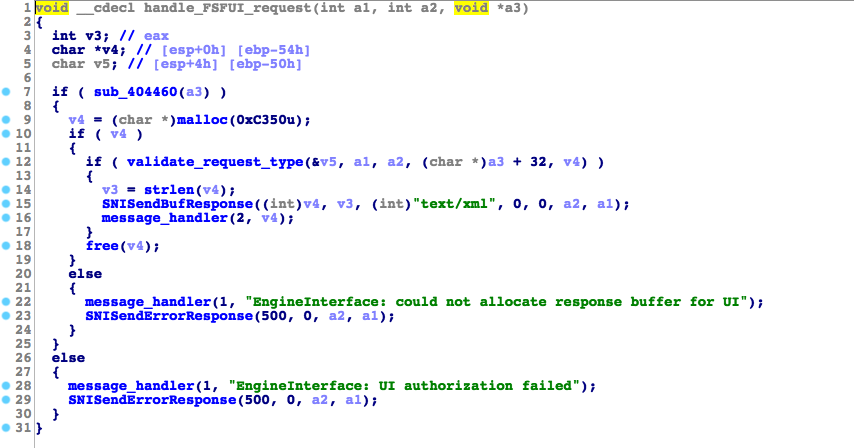 1 void __cdecl handle_FSFUI_request(int a1, int a2, void *a3)
2 {
3 int v3; // eax
4 char *v4; // [esp+0h] [ebp-54h]
5 char v5; // [esp+4h] [ebp-50h]
6
7 if ( sub_404460(a3) )
8 {
9 v4 = (char *)malloc(0xC350u);
10 if ( v4 )
11 {
12 if ( validate_request_type(&v5, a1, a2, (char *)a3 + 32, v4) )
13 {
14 v3 = strlen(v4);
15 SNISendBufResponse((int)v4, v3, (int)"text/xml", 0, 0, a2, a1);
16 message_handler(2, v4);
17 }
18 free(v4);
19 }
20 else
21 {
22 message_handler(1, "EngineInterface: could not allocate response buffer for UI");
23 SNISendErrorResponse(500, 0, a2, a1);
24 }
25 }
26 else
27 {
28 message_handler(1, "EngineInterface: UI authorization failed");
29 SNISendErrorResponse(500, 0, a2, a1);
30 }
31 }